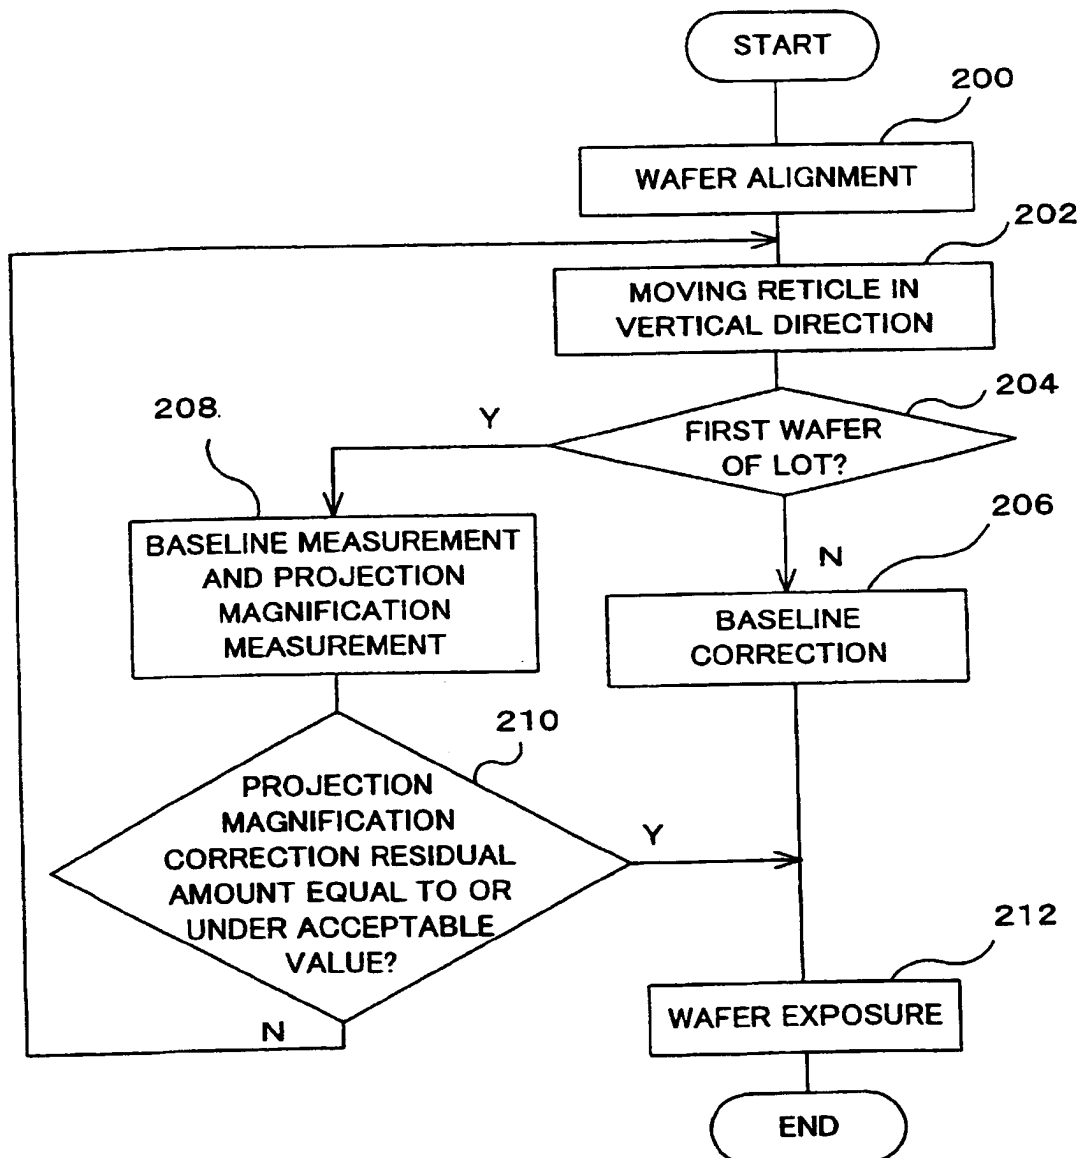 START
200
WAFER ALIGNMENT
202
MOVING RETICLE IN
VERTICAL DIRECTION
204
FIRST WAFER
OF LOT?
Y
208.
N
206
BASELINE MEASUREMENT
AND PROJECTION
MAGNIFICATION
MEASUREMENT
BASELINE
CORRECTION
210
PROJECTION
MAGNIFICATION
CORRECTION RESIDUAL
AMOUNT EQUAL TO OR
UNDER ACCEPTABLE
VALUE?
Y
N
212
WAFER EXPOSURE
END